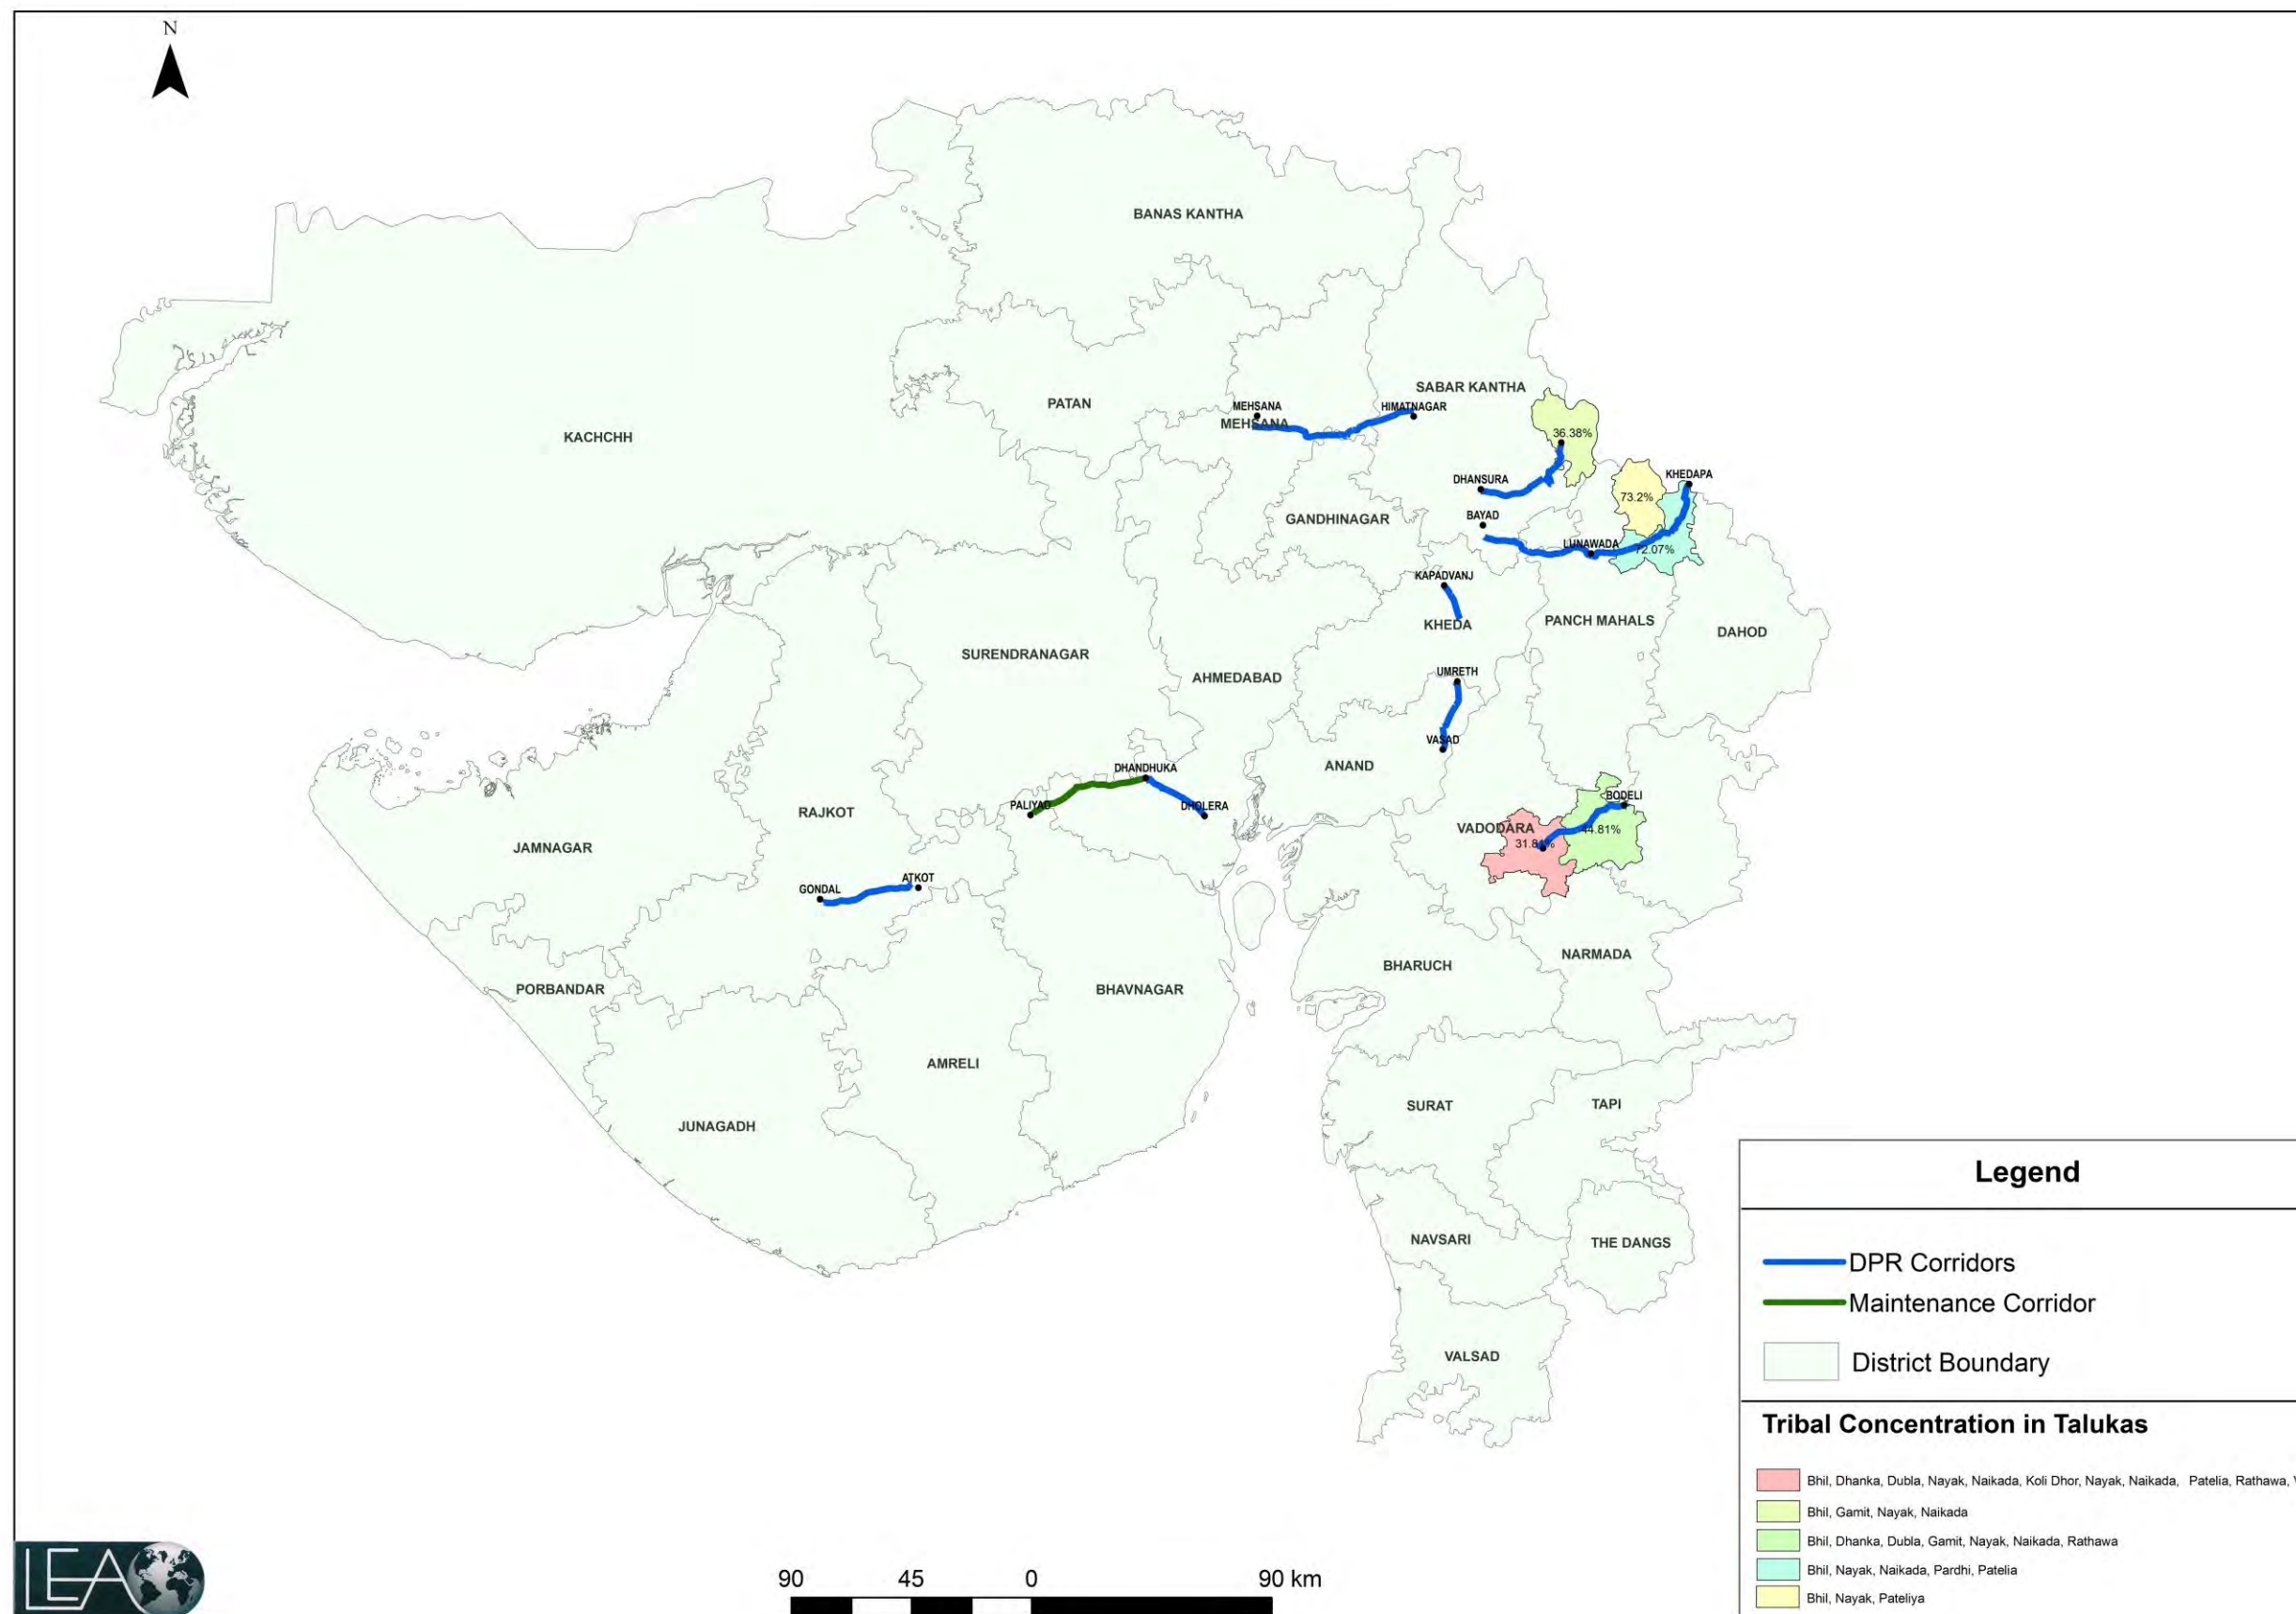 N
BANAS KANTHA
SABAR KANTHA
PATAN
MEHSANA
MEHSANA
HIMATNAGAR
KACHCHH
36.38%
DHANSURA
KHEDAPA
73.2%
GANDHINAGAR
BAYAD
LUNAWADA
72.07%
KAPADVANJ
KHEDA
PANCH MAHALS
DAHOD
SURENDRANAGAR
AHMEDABAD
UMRETH
VASAD
ANAND
DHANDHUKA
PALIYAD
DHOLERA
RAJKOT
BODELI
VADODARA
44.81%
JAMNAGAR
GONDAL
ATKOT
NARMADA
BHARUCH
PORBANDAR
BHAVNAGAR
AMRELI
SURAT
TAPI
JUNAGADH
NAVSARI
THE DANGS
VALSAD
Legend
DPR Corridors
Maintenance Corridor
District Boundary
Tribal Concentration in Talukas
Bhil, Dhanka, Dubla, Nayak, Naikada, Koli Dhor, Nayak, Naikada, Patelia, Rathawa,
Bhil, Gamit, Nayak, Naikada
Bhil, Dhanka, Dubla, Gamit, Nayak, Naikada, Rathawa
Bhil, Nayak, Naikada, Pardhi, Patelia
Bhil, Nayak, Pateliya
LEA
90 45 0 90 km